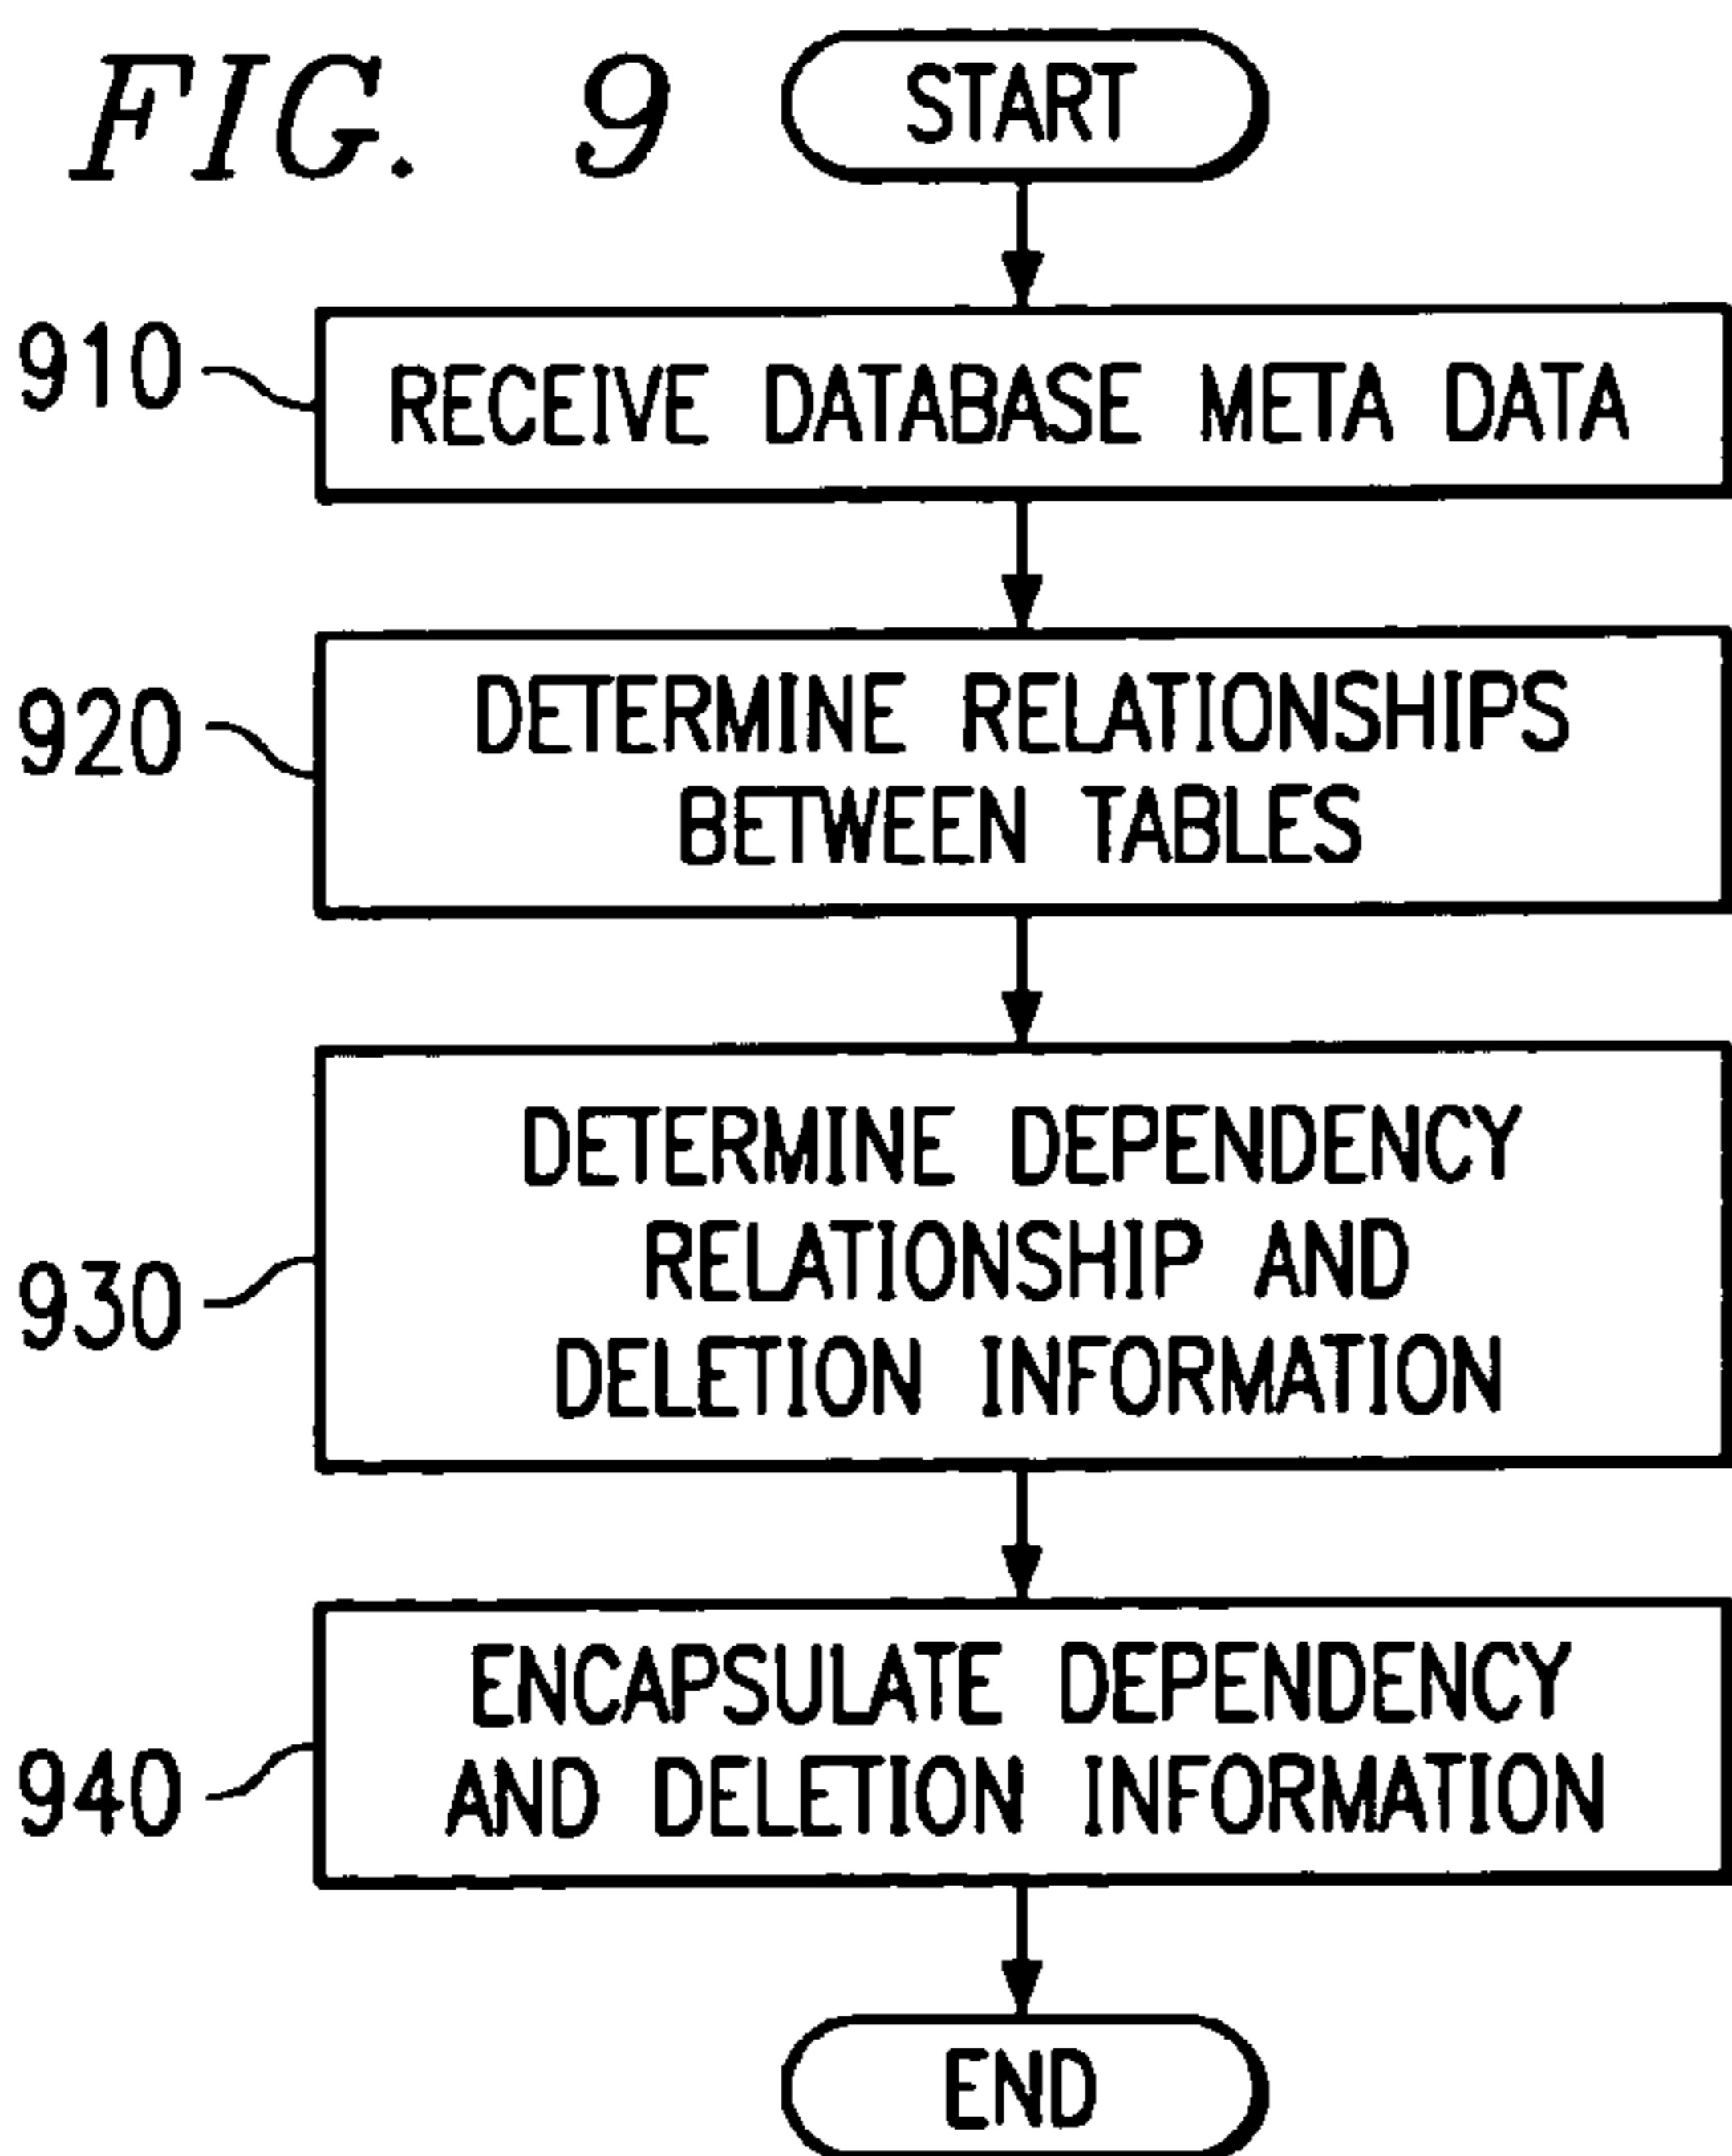 FIG. 9
START
910
RECEIVE DATABASE META DATA
920
DETERMINE RELATIONSHIPS
BETWEEN TABLES
930
DETERMINE DEPENDENCY
RELATIONSHIP AND
DELETION INFORMATION
940
ENCAPSULATE DEPENDENCY
AND DELETION INFORMATION
END